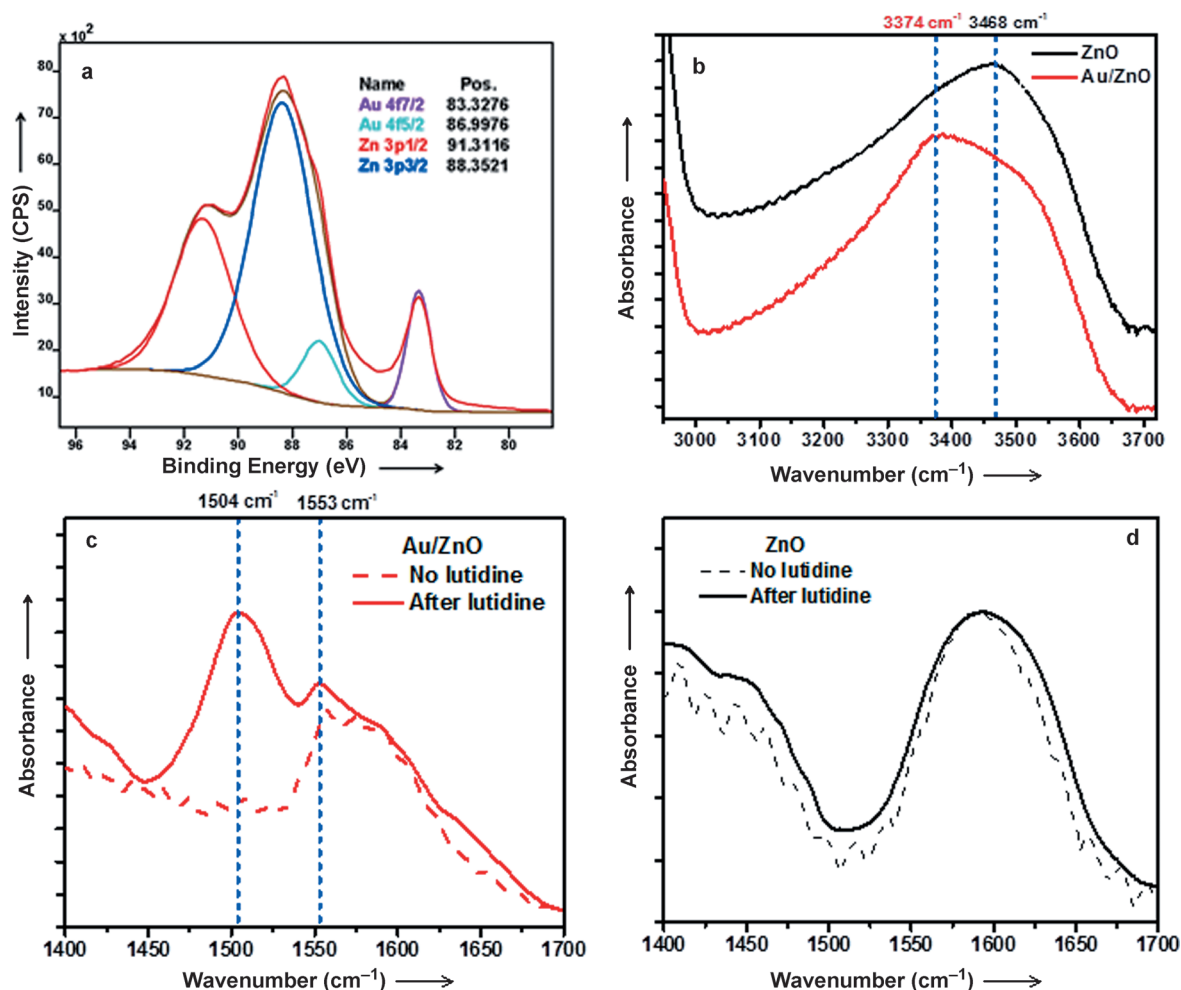 x 10²
a
Name Pos.
Au 4f7/2 83.3276
Au 4f5/2 86.9976
Zn 3p1/2 91.3116
Zn 3p3/2 88.3521
80
70
60
50
40
30
20
10
Intensity (CPS)
96 94 92 90 88 86 84 82 80
Binding Energy (eV)
3374 cm⁻¹ 3468 cm⁻¹
b
ZnO
Au/ZnO
Absorbance
3000 3100 3200 3300 3400 3500 3600 3700
Wavenumber (cm⁻¹)
1504 cm⁻¹ 1553 cm⁻¹
c
Au/ZnO
No lutidine
After lutidine
Absorbance
1400 1450 1500 1550 1600 1650 1700
Wavenumber (cm⁻¹)
d
ZnO
No lutidine
After lutidine
Absorbance
1400 1450 1500 1550 1600 1650 1700
Wavenumber (cm⁻¹)